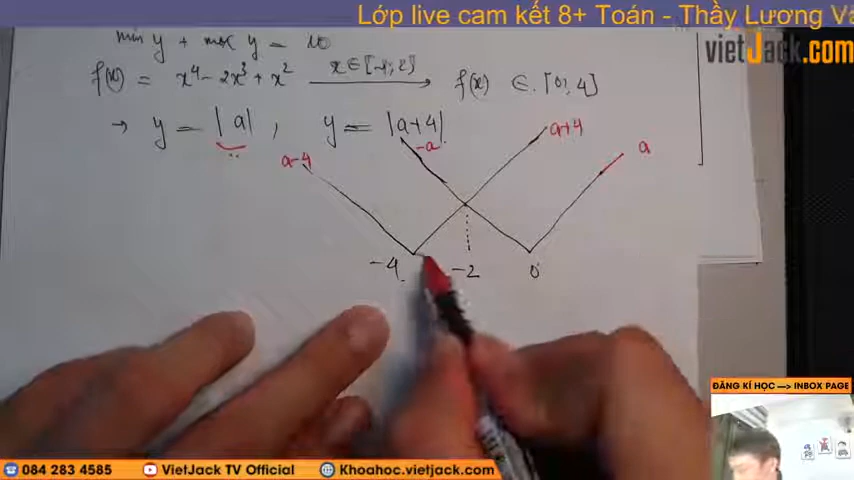 Lớp live cam kết 8+ Toán - Thầy Lương Vă
vietJack.com
min y + max y = 10
f(x) = x⁴ - 2x³ + x² x ∈ [-1; 2] f(x) ∈ [0; 4]
→ y = |a| , y = |a+4|
a-4 -a a+4 a
-4 -2 0
ĐĂNG KÍ HỌC —> INBOX PAGE
084 283 4585 VietJack TV Official Khoahoc.vietjack.com